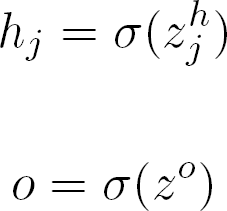 h_j = σ(z_j^h)
o = σ(z^o)